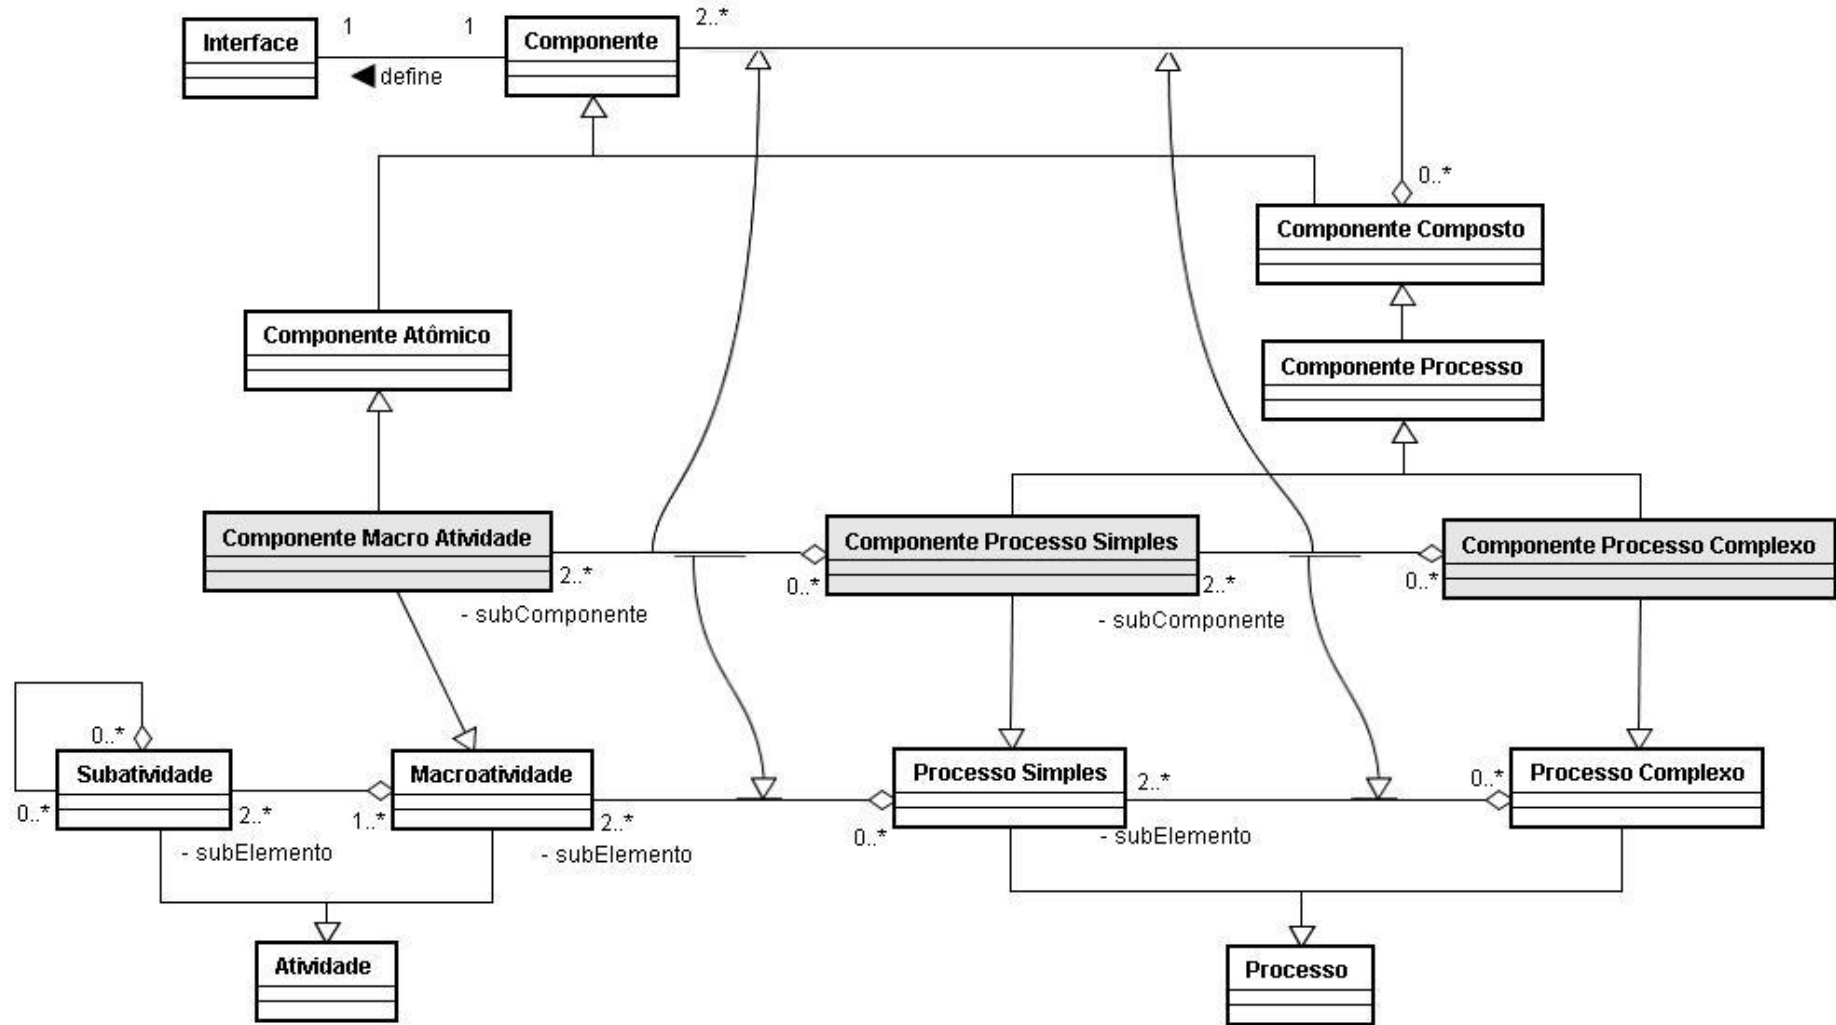 Interface
1
1
Componente
2..*
define
0..*
Componente Composto
Componente Atômico
Componente Processo
Componente Macro Atividade
2..*
- subComponente
0..*
Componente Processo Simples
2..*
- subComponente
0..*
Componente Processo Complexo
0..*
Subatividade
0..*
2..*
- subElemento
1..*
Macroatividade
2..*
- subElemento
0..*
Processo Simples
2..*
- subElemento
0..*
Processo Complexo
Atividade
Processo